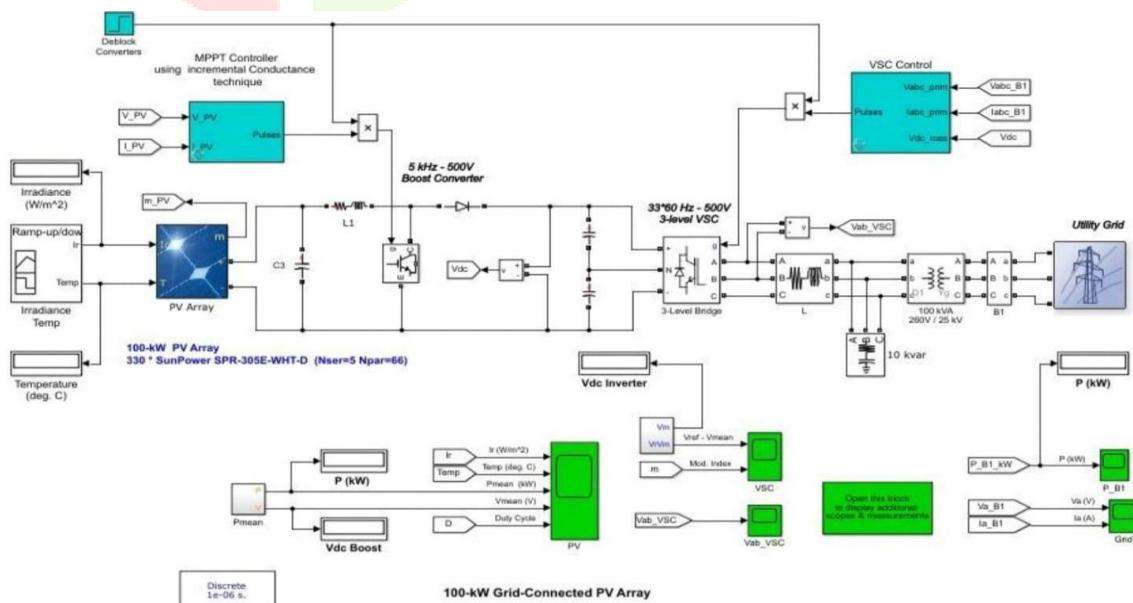 Deblock
Converters
MPPT Controller
using incremental Conductance
technique
V_PV
I_PV
V_PV
I_PV
Pulses
×
5 kHz - 500V
Boost Converter
×
VSC Control
Vabc_prim
Iabc_prim
Vdc_mes
Pulses
Vabc_B1
Iabc_B1
Vdc
Irradiance
(W/m^2)
m_PV
Ramp-up/dow
Ir
Temp
Irradiance
Temp
Ir
T
m
+
-
PV Array
L1
C3
g
C
E
Vdc
v
+
-
33*60 Hz - 500V
3-level VSC
g
+
N
-
A
B
C
3-Level Bridge
+
-
v
Vab_VSC
A
B
C
a
b
c
L
A
B
C
10 kvar
a
b
c
A
B
C
D1
Yg
100 kVA
260V / 25 kV
A
B
C
a
b
c
B1
Utility Grid
100-kW PV Array
330 * SunPower SPR-305E-WHT-D (Nser=5 Npar=66)
Temperature
(deg. C)
Vdc Inverter
P (kW)
P (kW)
P
V
Pmean
Vdc Boost
Ir
Temp
D
Ir (W/m^2)
Temp (deg. C)
Pmean (kW)
Vmean (V)
Duty Cycle
PV
Vm
VrVm
Vref - Vmean
m
Mod. Index
VSC
Vab_VSC
Vab_VSC
Open this block
to display additional
scopes & measurements
P_B1_kW
P (kW)
P_B1
Va_B1
Va (V)
Ia_B1
Ia (A)
Grid
Discrete
1e-06 s.
100-kW Grid-Connected PV Array